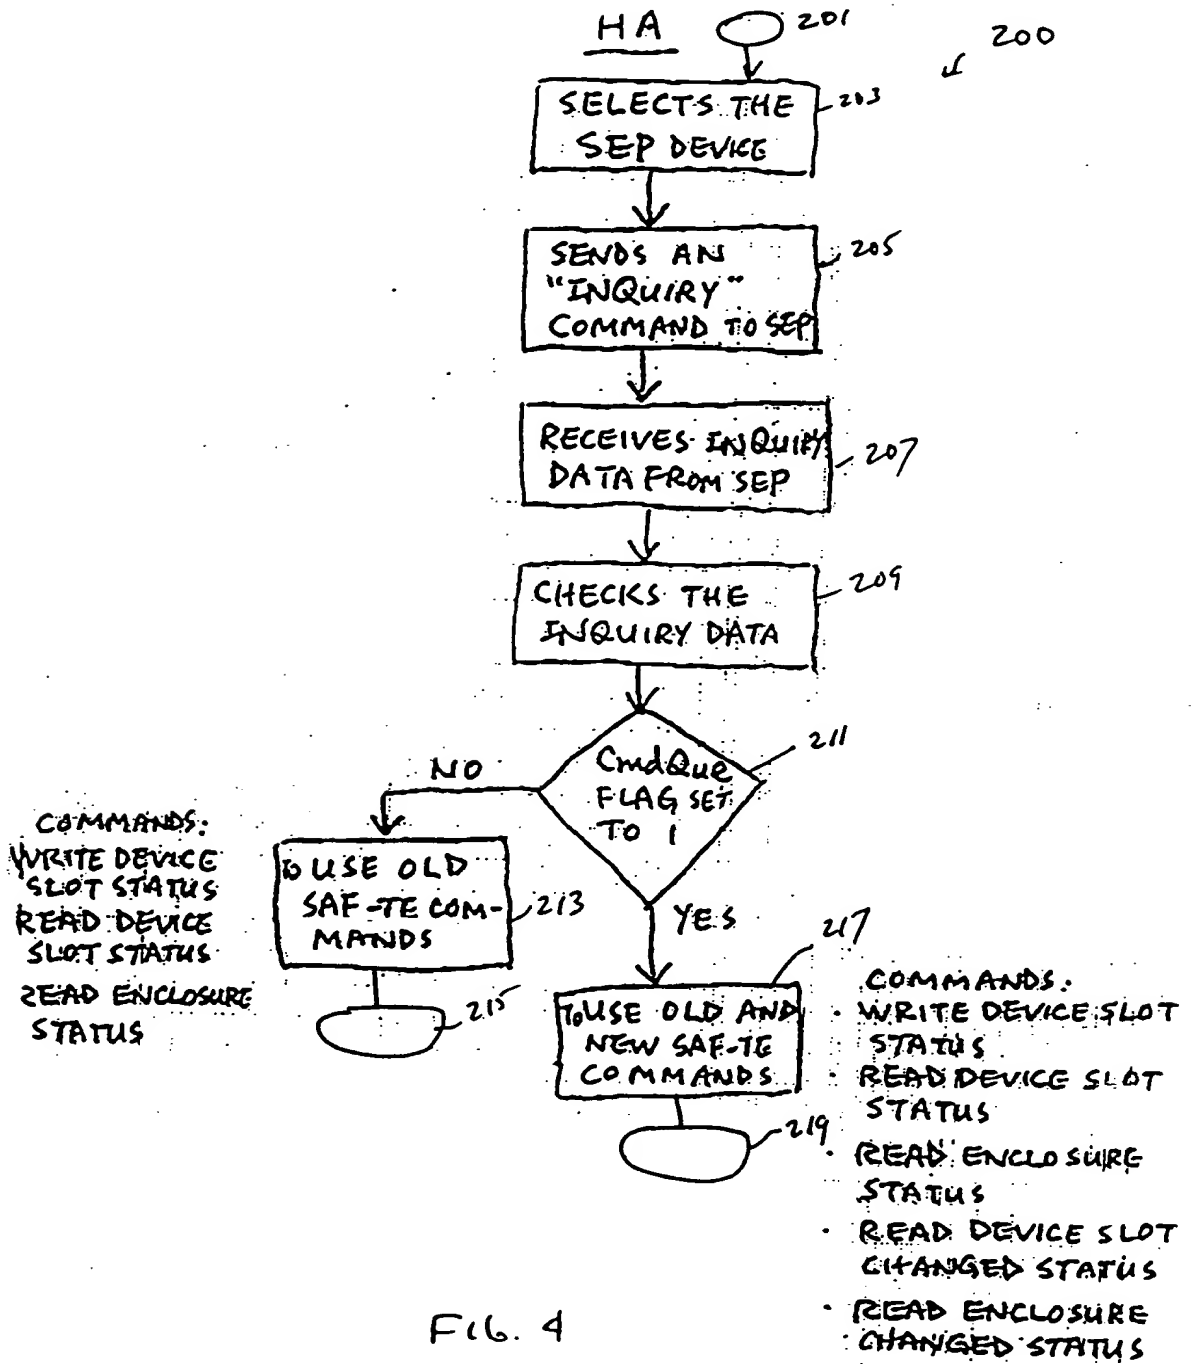 HA
201
200
SELECTS THE
SEP DEVICE
203
SENDS AN
"INQUIRY"
COMMAND TO SEP
205
RECEIVES INQUIRY
DATA FROM SEP
207
CHECKS THE
INQUIRY DATA
209
CmdQue
FLAG SET
TO 1
211
NO
YES
COMMANDS:
WRITE DEVICE
SLOT STATUS
READ DEVICE
SLOT STATUS
READ ENCLOSURE
STATUS
To USE OLD
SAF-TE COM-
MANDS
213
215
To USE OLD AND
NEW SAF-TE
COMMANDS
217
219
COMMANDS:
· WRITE DEVICE SLOT
STATUS
· READ DEVICE SLOT
STATUS
· READ ENCLOSURE
STATUS
· READ DEVICE SLOT
CHANGED STATUS
· READ ENCLOSURE
CHANGED STATUS
FIG. 4